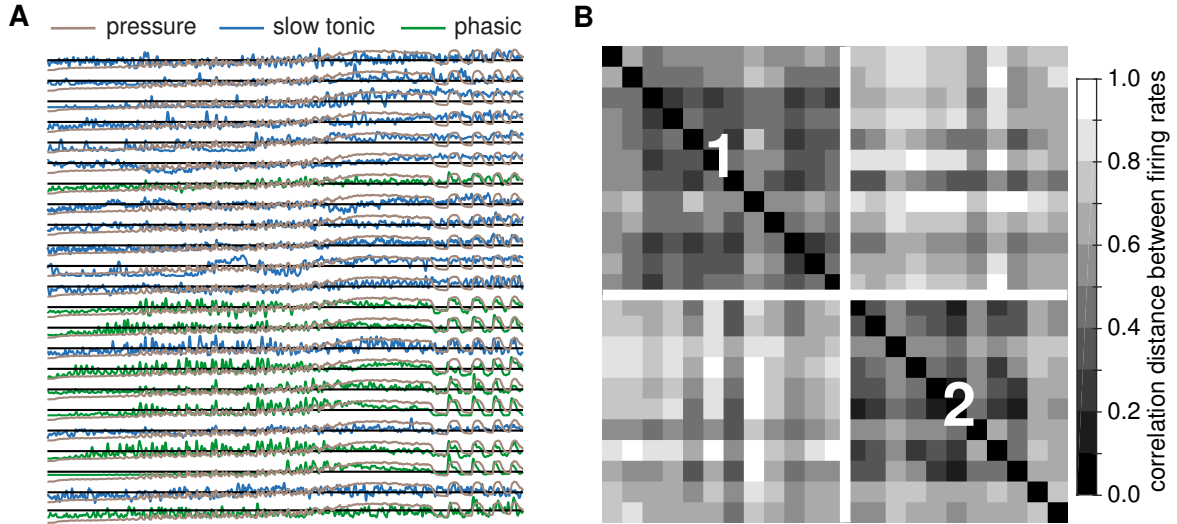 A
pressure slow tonic phasic
B
1
2
1.0
0.8
0.6
0.4
0.2
0.0
correlation distance between firing rates